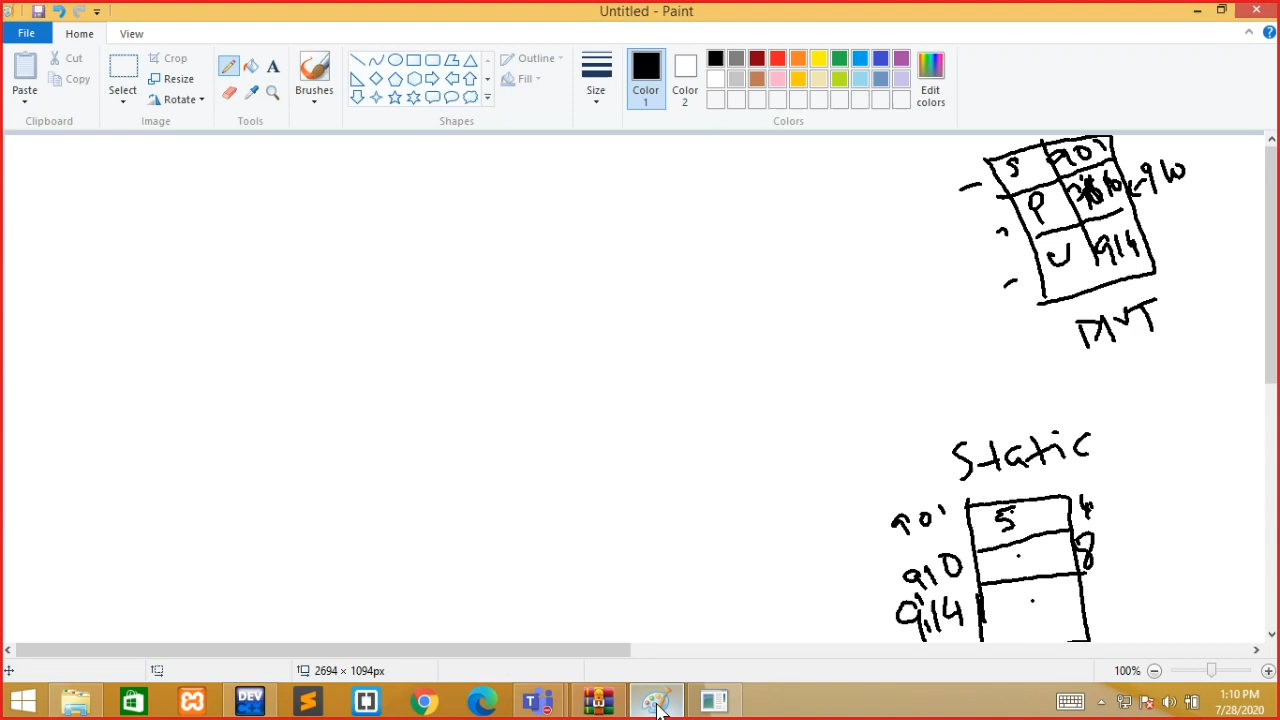 Untitled - Paint
File
Home
View
Paste
Cut
Copy
Clipboard
Select
Crop
Resize
Rotate
Image
Tools
Brushes
Shapes
Outline
Fill
Size
Color 1
Color 2
Edit colors
Colors
S 901
P
U 914
Static
901 5 4
910 8
914
2694 × 1094px
100%
1:10 PM
7/28/2020